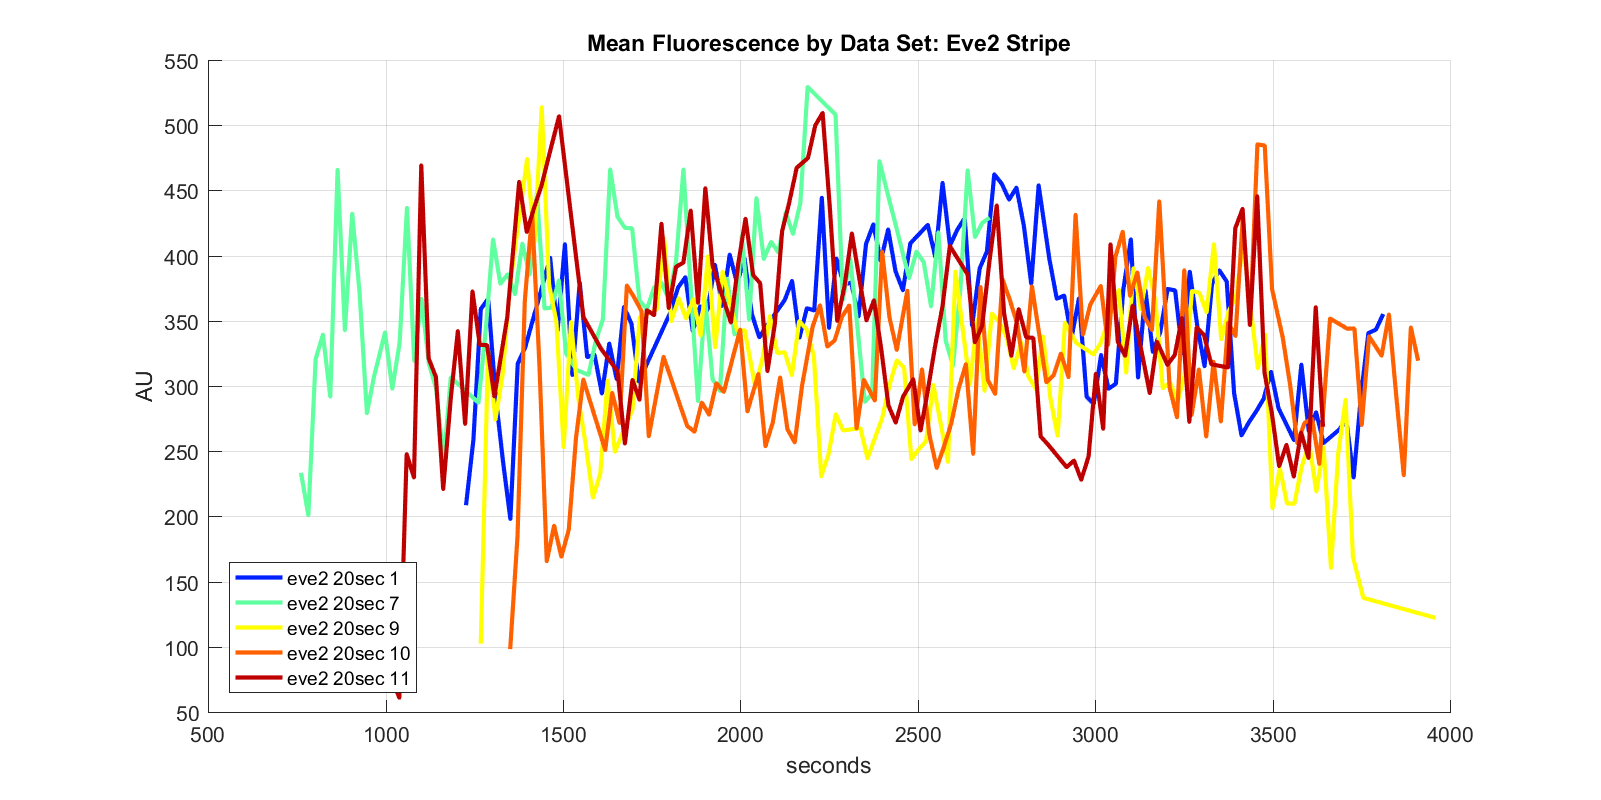 Mean Fluorescence by Data Set: Eve2 Stripe
550
500
450
400
350
300
250
200
150
100
50
AU
eve2 20sec 1
eve2 20sec 7
eve2 20sec 9
eve2 20sec 10
eve2 20sec 11
500
1000
1500
2000
2500
3000
3500
4000
seconds